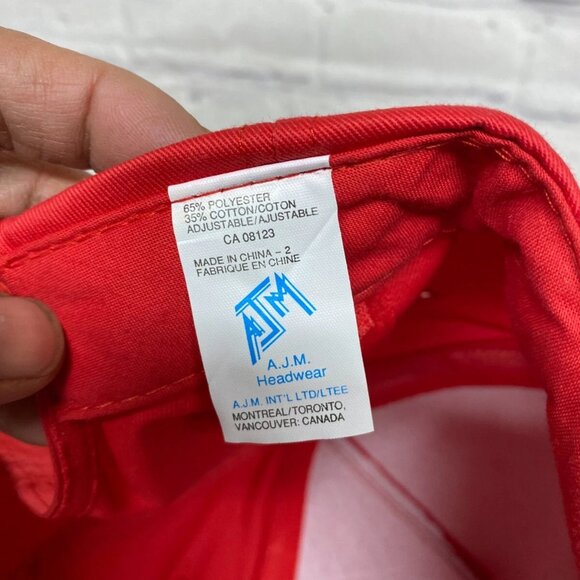 65% POLYESTER
35% COTTON/COTON
ADJUSTABLE/AJUSTABLE
CA 08123
MADE IN CHINA – 2
FABRIQUE EN CHINE
AJM
A.J.M.
Headwear
A.J.M. INT'L LTD/LTEE
MONTREAL/TORONTO,
VANCOUVER: CANADA